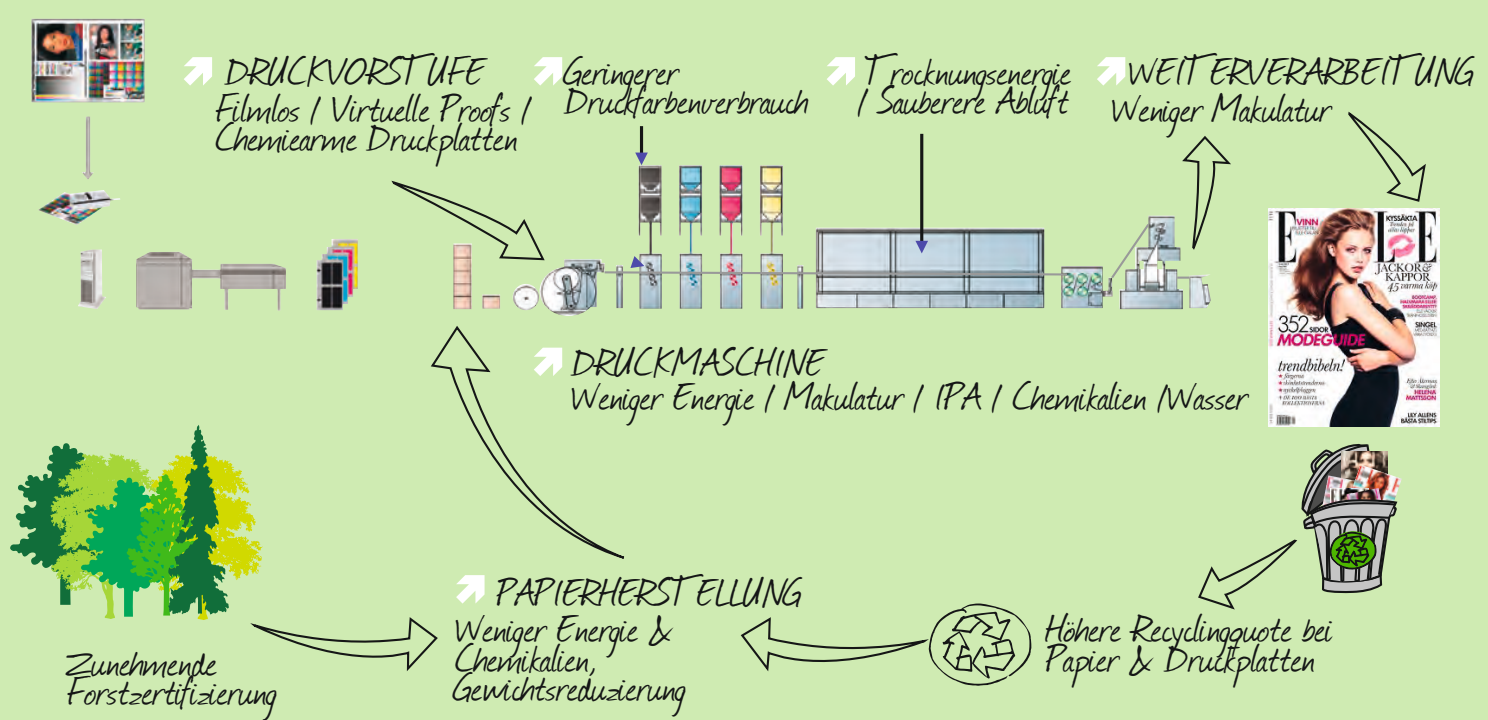 DRUCKVORSTUFE
Filmlos / Virtuelle Proofs /
Chemiearme Druckplatten
Geringerer
Druckfarbenverbrauch
Trocknungsenergie
/ Sauberere Abluft
WEITERVERARBEITUNG
Weniger Makulatur
DRUCKMASCHINE
Weniger Energie / Makulatur / IPA / Chemikalien /Wasser
ELLE
VINN
KYSSÄKTA
JACKOR &
KAPPOR
45 varma köp
SINGEL
352 SIDOR
MODEGUIDE
trendbibeln!
HELENA
MATTSSON
LILY ALLENS
BÄSTA STILTIPS
PAPIERHERSTELLUNG
Weniger Energie &
Chemikalien,
Gewichtsreduzierung
Höhere Recyclingquote bei
Papier & Druckplatten
Zunehmende
Forstzertifizierung